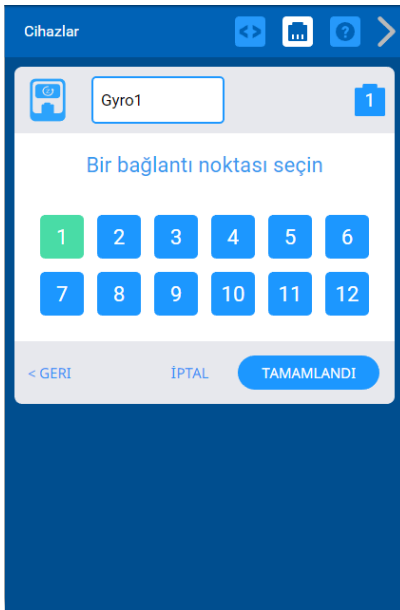 Cihazlar
Gyro1
1
Bir bağlantı noktası seçin
1 2 3 4 5 6
7 8 9 10 11 12
< GERI İPTAL TAMAMLANDI